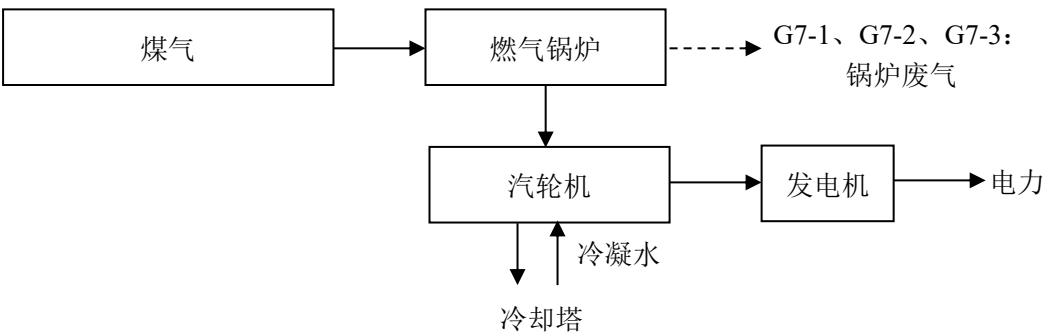 煤气
燃气锅炉
G7-1、G7-2、G7-3：
锅炉废气
汽轮机
发电机
电力
冷凝水
冷却塔